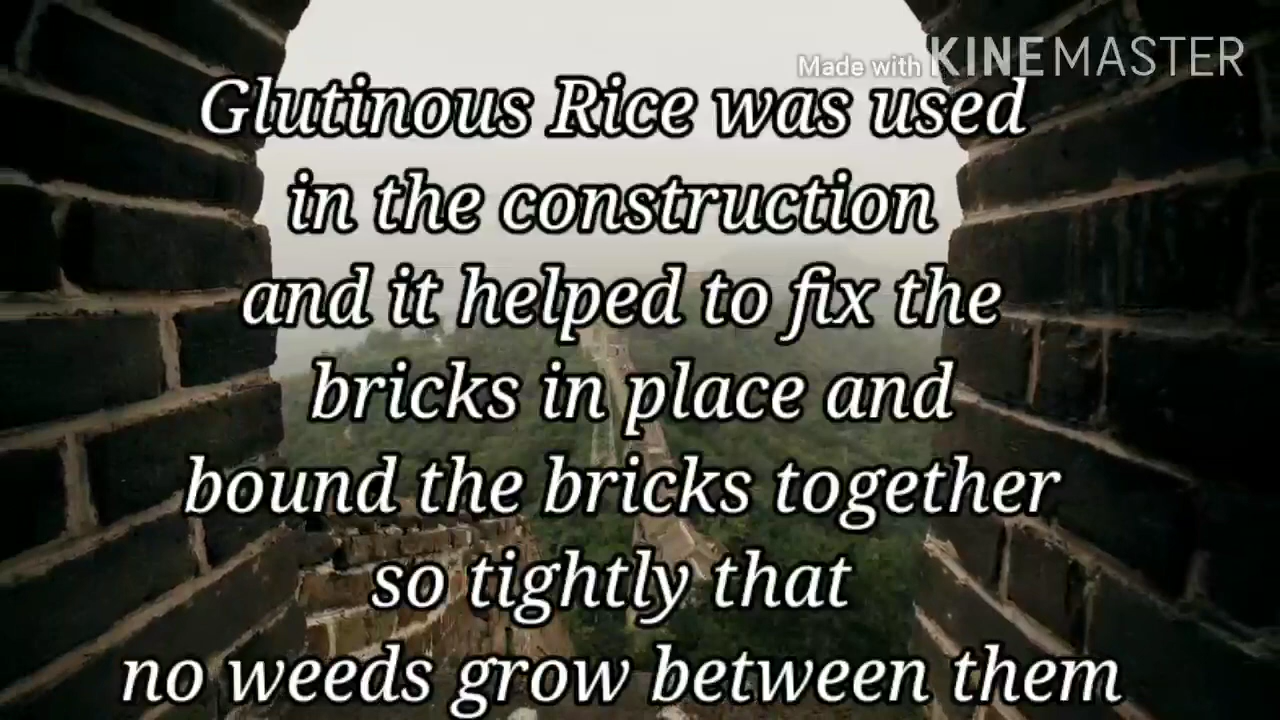 Made with KINEMASTER
Glutinous Rice was used
in the construction
and it helped to fix the
bricks in place and
bound the bricks together
so tightly that
no weeds grow between them